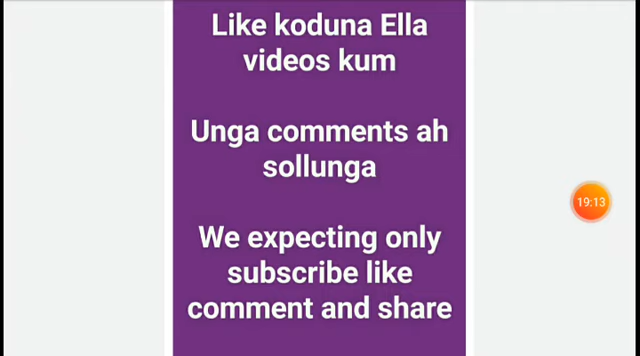 Like koduna Ella
videos kum
Unga comments ah
sollunga
We expecting only
subscribe like
comment and share
19:13